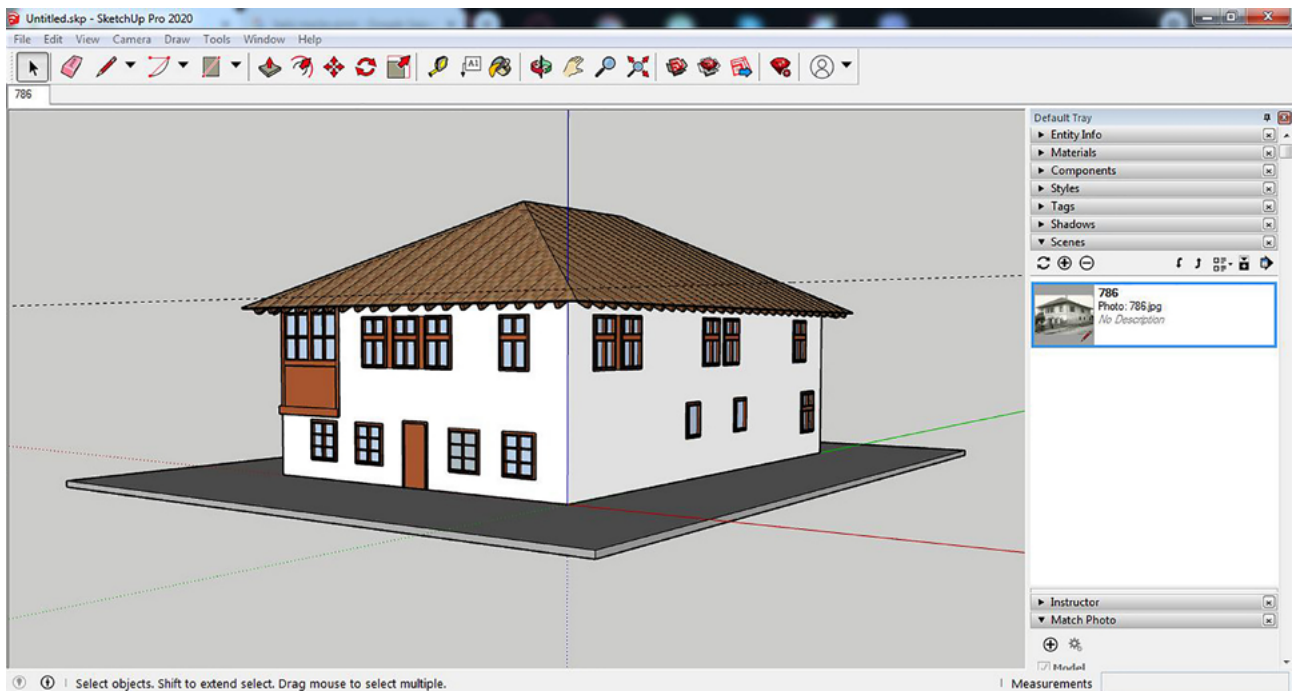 Untitled.skp - SketchUp Pro 2020
File Edit View Camera Draw Tools Window Help
A1
786
Default Tray
Entity Info
Materials
Components
Styles
Tags
Shadows
Scenes
786
Photo: 786.jpg
No Description
Instructor
Match Photo
Model
Select objects. Shift to extend select. Drag mouse to select multiple.
Measurements